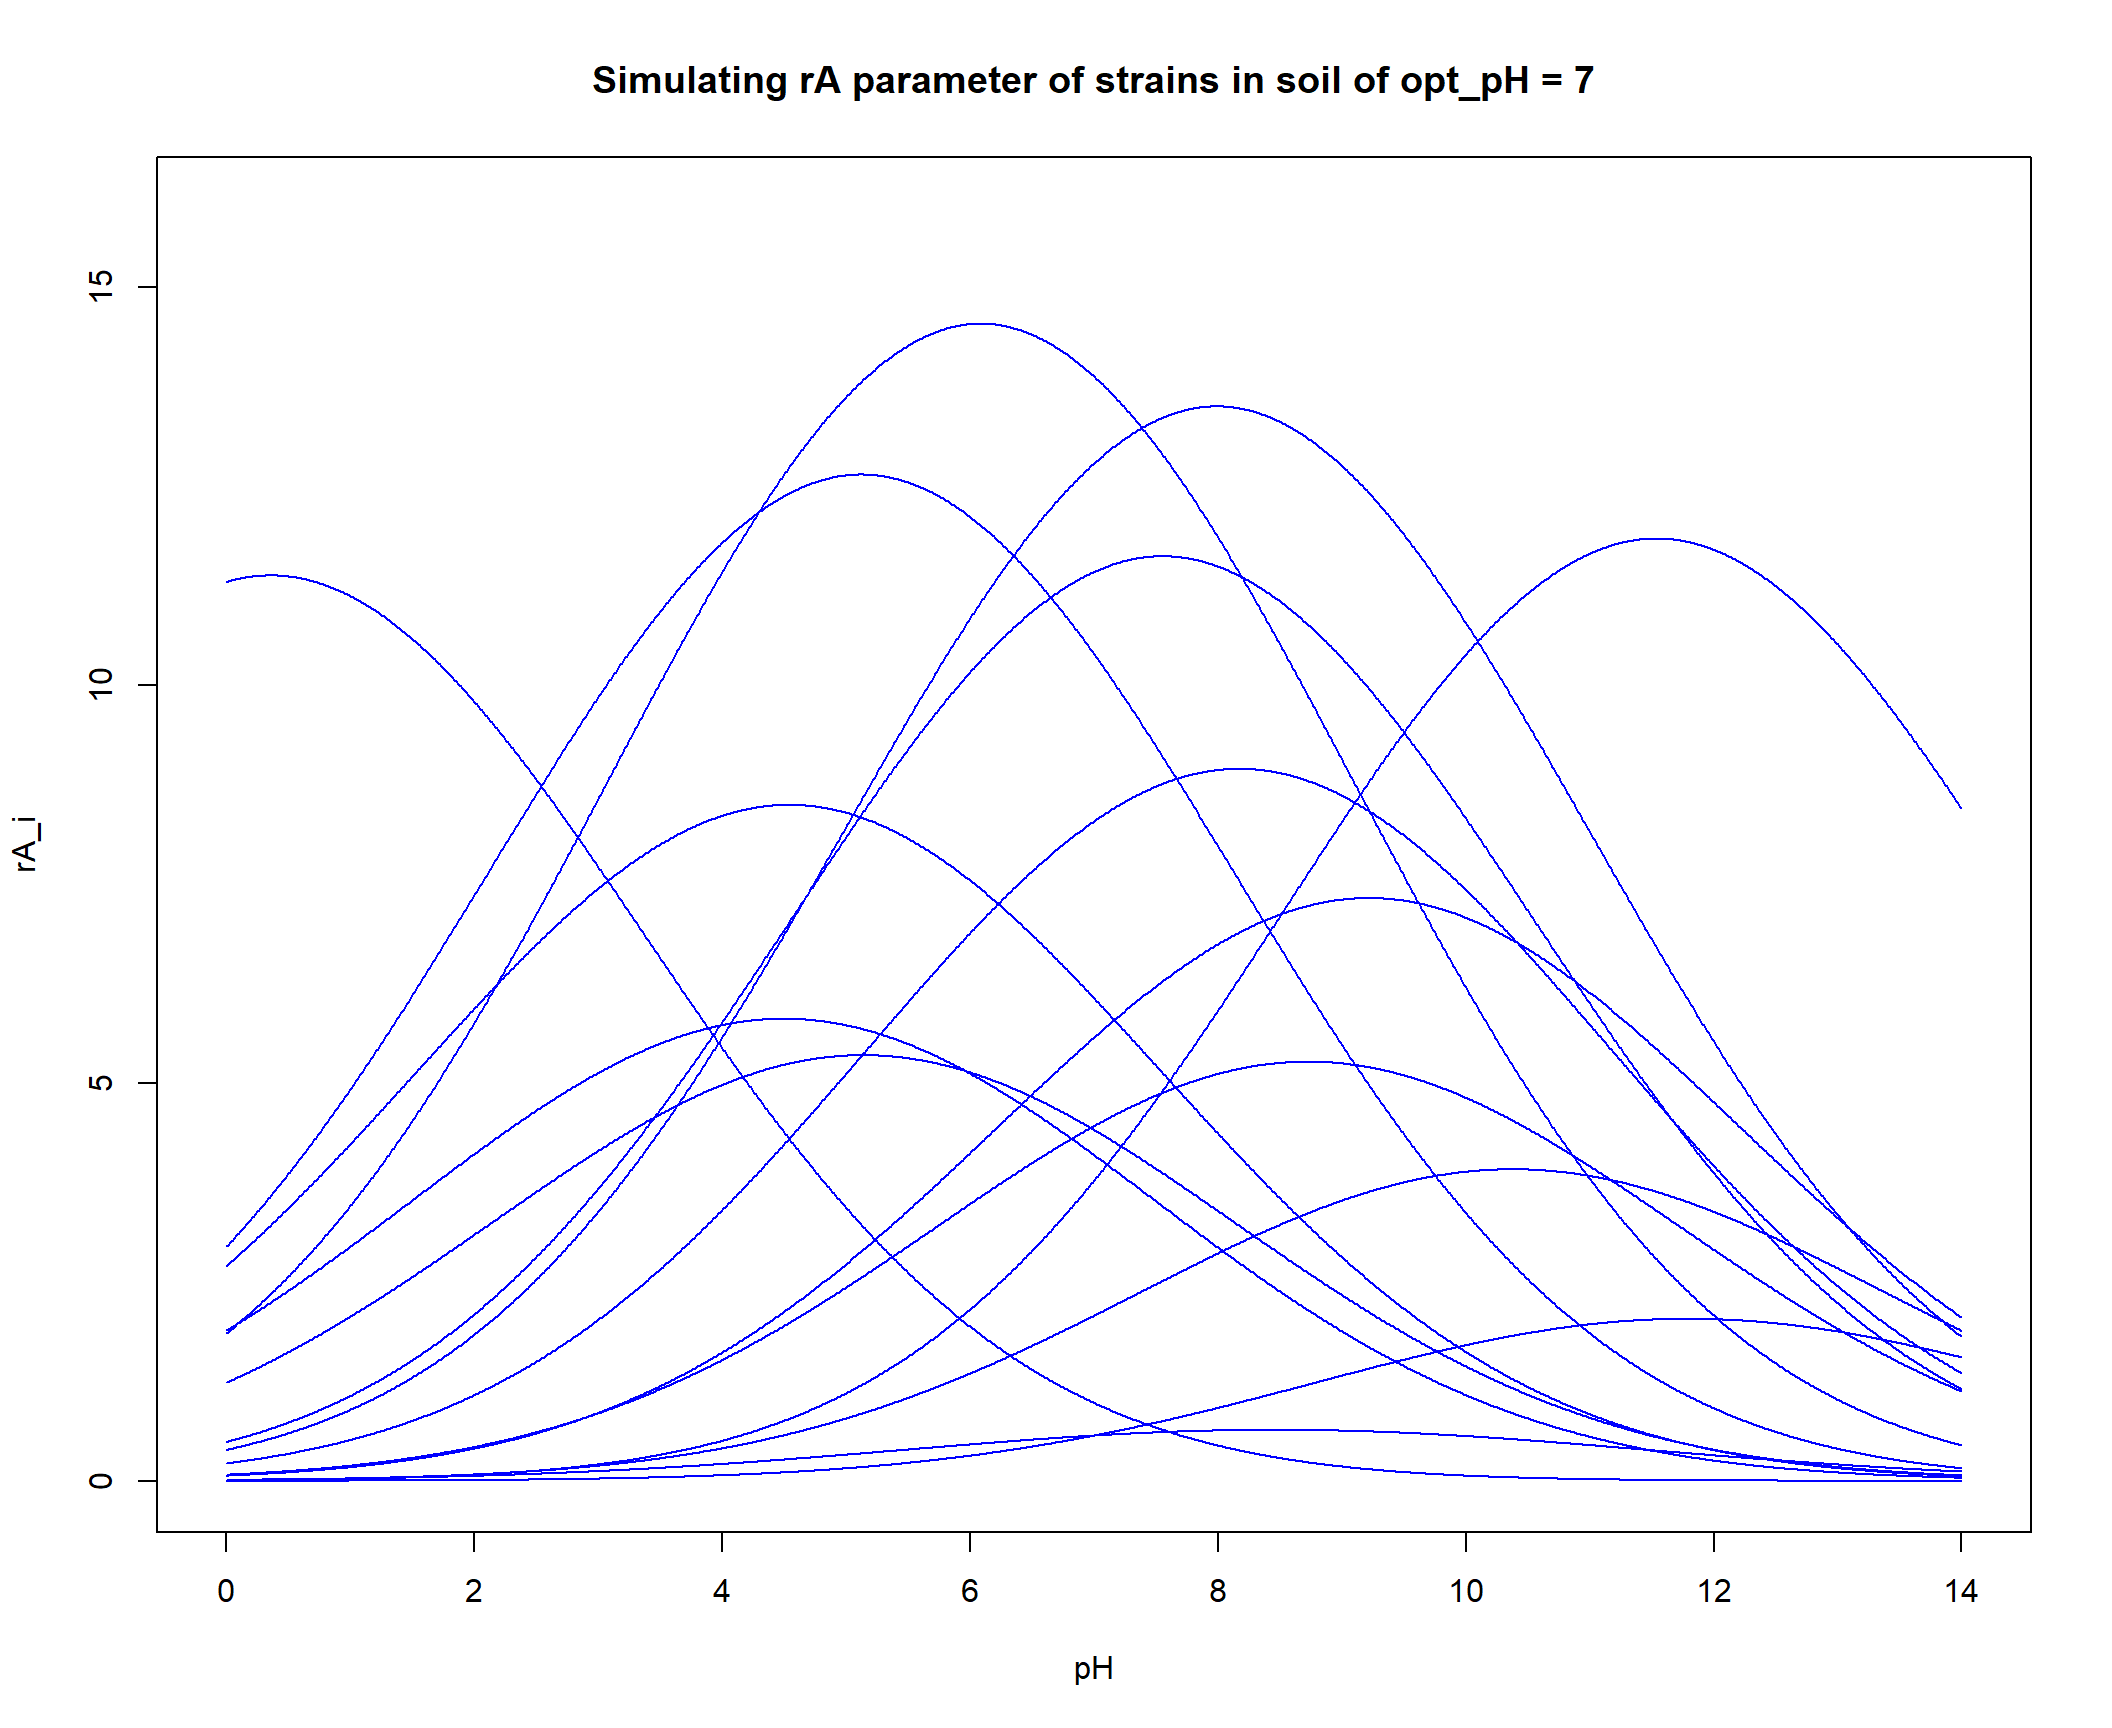 Simulating rA parameter of strains in soil of opt_pH = 7
15
10
5
0
rA_i
0 2 4 6 8 10 12 14
pH